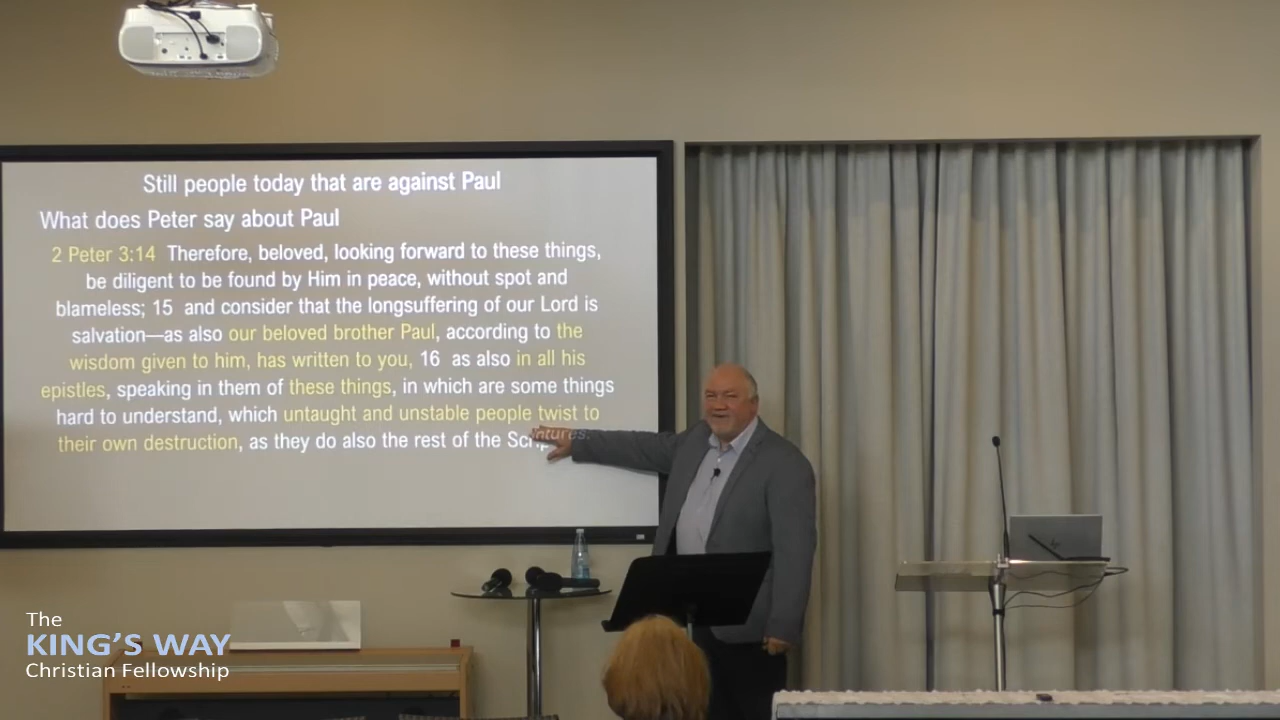 Still people today that are against Paul
What does Peter say about Paul
2 Peter 3:14 Therefore, beloved, looking forward to these things,
be diligent to be found by Him in peace, without spot and
blameless; 15 and consider that the longsuffering of our Lord is
salvation—as also our beloved brother Paul, according to the
wisdom given to him, has written to you, 16 as also in all his
epistles, speaking in them of these things, in which are some things
hard to understand, which untaught and unstable people twist to
their own destruction, as they do also the rest of the Scriptures.
The
KING'S WAY
Christian Fellowship